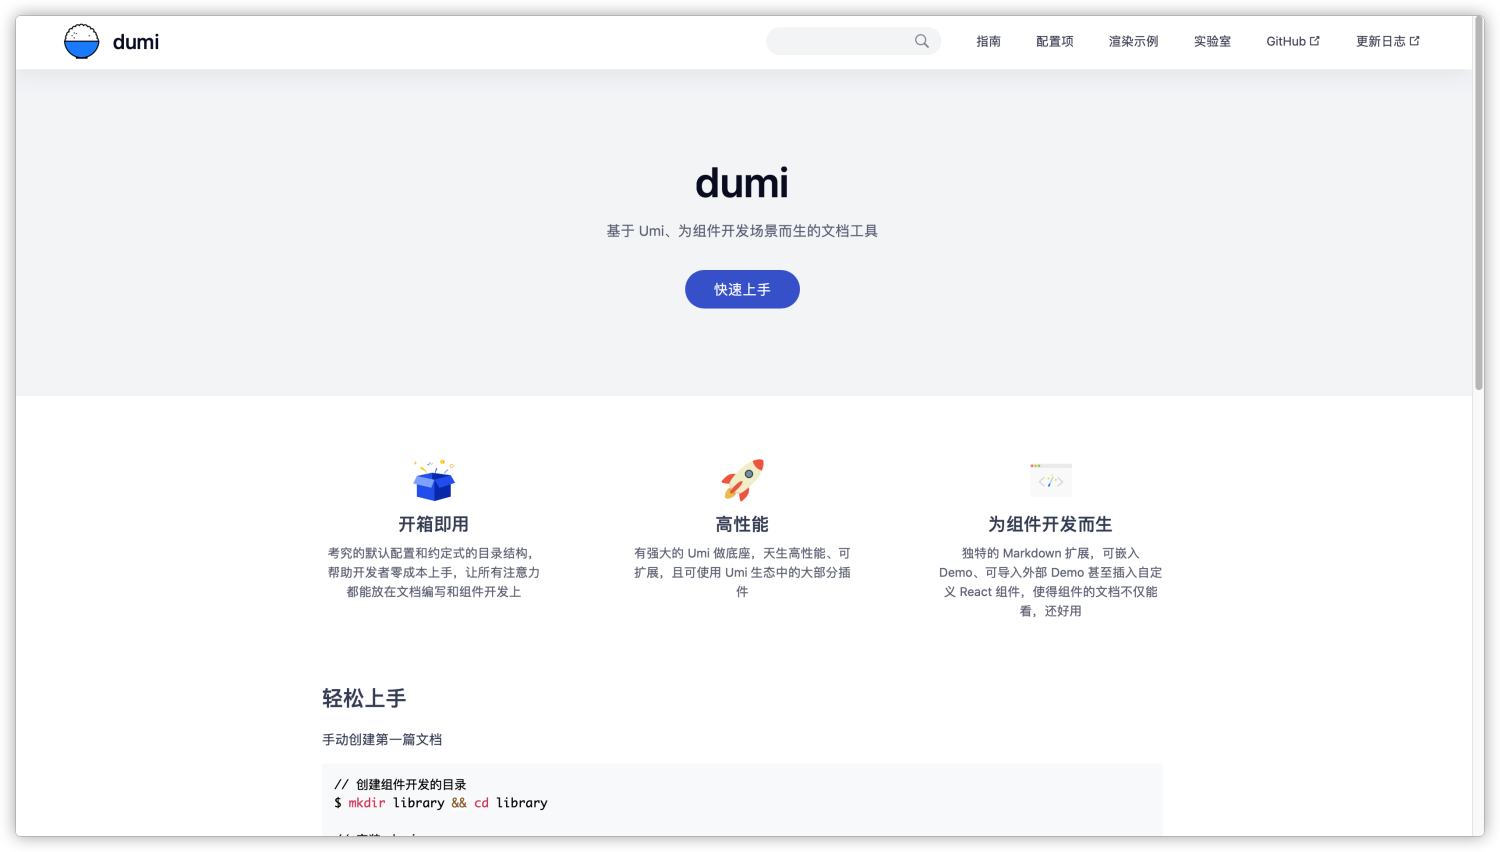 dumi
指南
配置项
渲染示例
实验室
GitHub
更新日志
dumi
基于 Umi、为组件开发场景而生的文档工具
快速上手
开箱即用
考究的默认配置和约定式的目录结构，
帮助开发者零成本上手，让所有注意力
都能放在文档编写和组件开发上
高性能
有强大的 Umi 做底座，天生高性能、可
扩展，且可使用 Umi 生态中的大部分插
件
为组件开发而生
独特的 Markdown 扩展，可嵌入
Demo、可导入外部 Demo 甚至插入自定
义 React 组件，使得组件的文档不仅能
看，还好用
轻松上手
手动创建第一篇文档
// 创建组件开发的目录
$ mkdir library && cd library